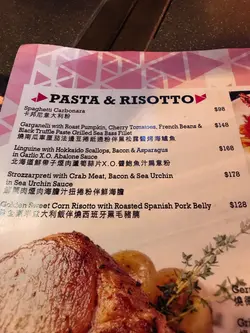 PASTA & RISOTTO
Spaghetti Carbonara $98
卡邦尼意大利粉
Garganelli with Roast Pumpkin, Cherry Tomatoes, French Beans & $148
Black Truffle Paste Grilled Sea Bass Fillet
Linguine with Hokkaido Scallops, Bacon & Asparagus $168
in Garlic X.O. Abalone Sauce
北海道鮮帶子煙肉蘆筍蒜片X.O.醬鮑魚汁扁意粉
Strozzarpreti with Crab Meat, Bacon & Sea Urchin $178
in Sea Urchin Sauce
Golden Sweet Corn Risotto with Roasted Spanish Pork Belly $128